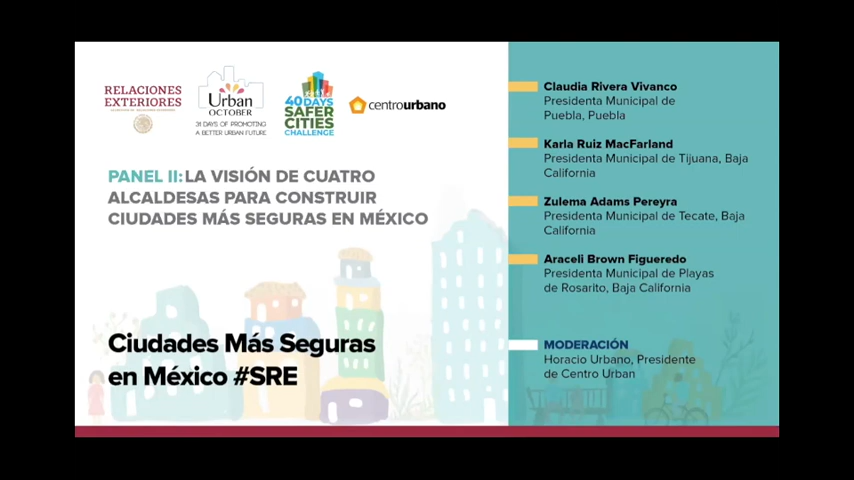 RELACIONES
EXTERIORES
Urban
OCTOBER
31 DAYS OF PROMOTING
A BETTER URBAN FUTURE
40DAYS
SAFER
CITIES
CHALLENGE
centrourbano
PANEL II: LA VISIÓN DE CUATRO
ALCALDESAS PARA CONSTRUIR
CIUDADES MÁS SEGURAS EN MÉXICO
Ciudades Más Seguras
en México #SRE
Claudia Rivera Vivanco
Presidenta Municipal de
Puebla, Puebla
Karla Ruiz MacFarland
Presidenta Municipal de Tijuana, Baja
California
Zulema Adams Pereyra
Presidenta Municipal de Tecate, Baja
California
Araceli Brown Figueredo
Presidenta Municipal de Playas
de Rosarito, Baja California
MODERACIÓN
Horacio Urbano, Presidente
de Centro Urban